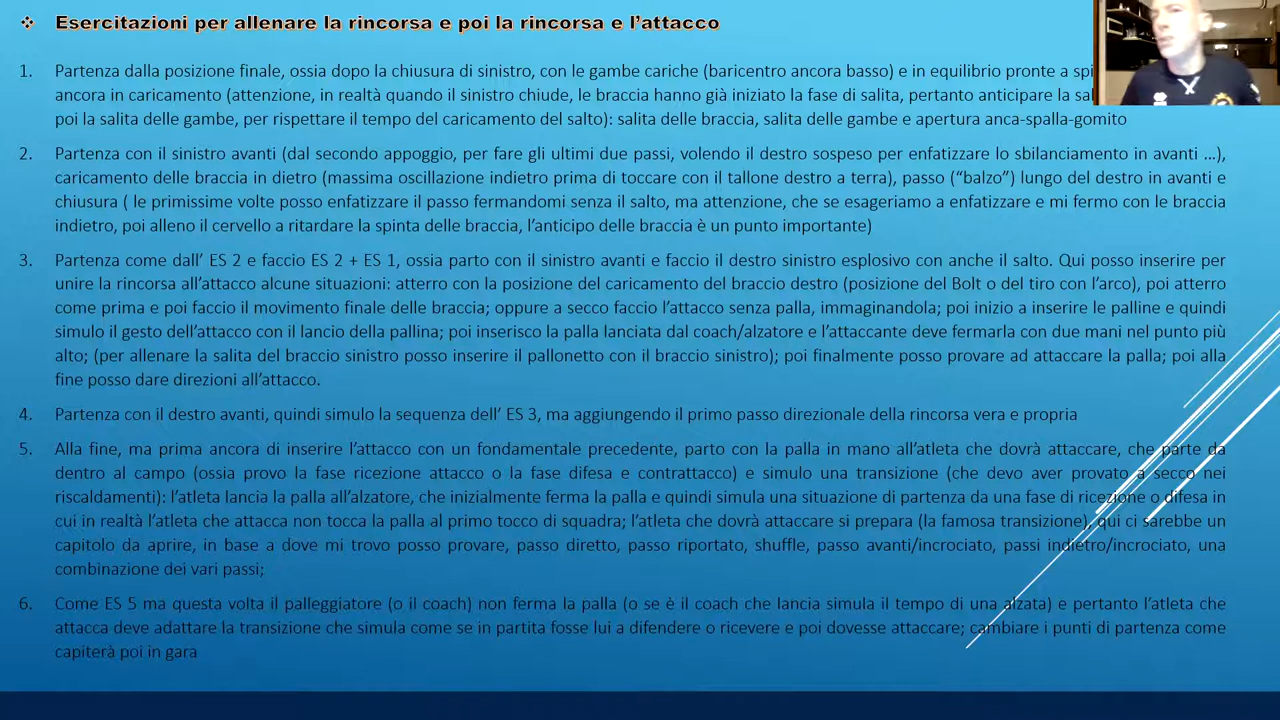 Esercitazioni per allenare la rincorsa e poi la rincorsa e l'attacco
1. Partenza dalla posizione finale, ossia dopo la chiusura di sinistro, con le gambe cariche (baricentro ancora basso) e in equilibrio pronte a
ancora in caricamento (attenzione, in realtà quando il sinistro chiude, le braccia hanno già iniziato la fase di salita, pertanto anticipare la
poi la salita delle gambe, per rispettare il tempo del caricamento del salto): salita delle braccia, salita delle gambe e apertura anca-spalla-gomito
2. Partenza con il sinistro avanti (dal secondo appoggio, per fare gli ultimi due passi, volendo il destro sospeso per enfatizzare lo sbilanciamento in avanti ...),
caricamento delle braccia in dietro (massima oscillazione indietro prima di toccare con il tallone destro a terra), passo ("balzo") lungo del destro in avanti e
chiusura ( le primissime volte posso enfatizzare il passo fermandomi senza il salto, ma attenzione, che se esageriamo a enfatizzare e mi fermo con le braccia
indietro, poi alleno il cervello a ritardare la spinta delle braccia, l'anticipo delle braccia è un punto importante)
3. Partenza come dall' ES 2 e faccio ES 2 + ES 1, ossia parto con il sinistro avanti e faccio il destro sinistro esplosivo con anche il salto. Qui posso inserire per
unire la rincorsa all'attacco alcune situazioni: atterro con la posizione del caricamento del braccio destro (posizione del Bolt o del tiro con l'arco), poi atterro
come prima e poi faccio il movimento finale delle braccia; oppure a secco faccio l'attacco senza palla, immaginandola; poi inizio a inserire le palline e quindi
simulo il gesto dell'attacco con il lancio della pallina; poi inserisco la palla lanciata dal coach/alzatore e l'attaccante deve fermarla con due mani nel punto più
alto; (per allenare la salita del braccio sinistro posso inserire il pallonetto con il braccio sinistro); poi finalmente posso provare ad attaccare la palla; poi alla
fine posso dare direzioni all'attacco.
4. Partenza con il destro avanti, quindi simulo la sequenza dell' ES 3, ma aggiungendo il primo passo direzionale della rincorsa vera e propria
5. Alla fine, ma prima ancora di inserire l'attacco con un fondamentale precedente, parto con la palla in mano all'atleta che dovrà attaccare, che parte da
dentro al campo (ossia provo la fase ricezione attacco o la fase difesa e contrattacco) e simulo una transizione (che devo aver provato a secco nei
riscaldamenti): l'atleta lancia la palla all'alzatore, che inizialmente ferma la palla e quindi simula una situazione di partenza da una fase di ricezione o difesa in
cui in realtà l'atleta che attacca non tocca la palla al primo tocco di squadra; l'atleta che dovrà attaccare si prepara (la famosa transizione), qui ci sarebbe un
capitolo da aprire, in base a dove mi trovo posso provare, passo diretto, passo riportato, shuffle, passo avanti/incrociato, passi indietro/incrociato, una
combinazione dei vari passi;
6. Come ES 5 ma questa volta il palleggiatore (o il coach) non ferma la palla (o se è il coach che lancia simula il tempo di una alzata) e pertanto l'atleta che
attacca deve adattare la transizione che simula come se in partita fosse lui a difendere o ricevere e poi dovesse attaccare; cambiare i punti di partenza come
capiterà poi in gara